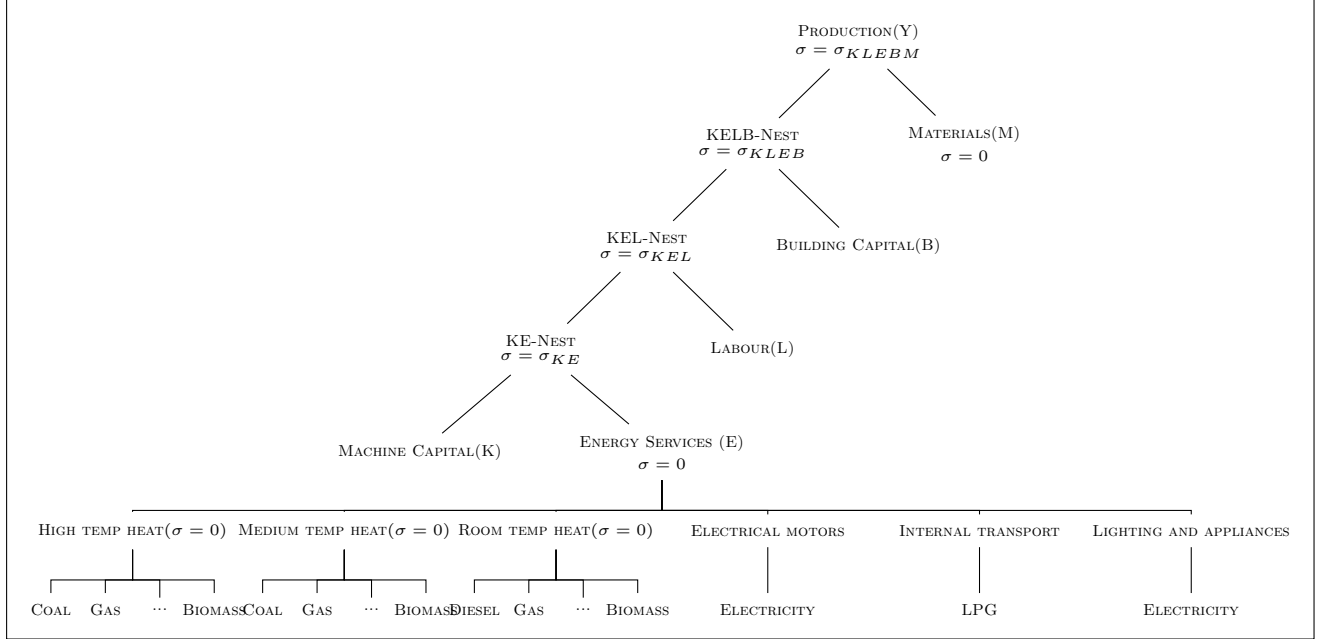 Production(Y)
σ = σ_KLEBM
KELB-Nest
σ = σ_KLEB
Materials(M)
σ = 0
KEL-Nest
σ = σ_KEL
Building Capital(B)
KE-Nest
σ = σ_KE
Labour(L)
Machine Capital(K)
Energy Services (E)
σ = 0
High temp heat(σ = 0) Medium temp heat(σ = 0) Room temp heat(σ = 0) Electrical motors Internal transport Lighting and appliances
Coal Gas ... Biomass Coal Gas ... Biomass Diesel Gas ... Biomass Electricity LPG Electricity